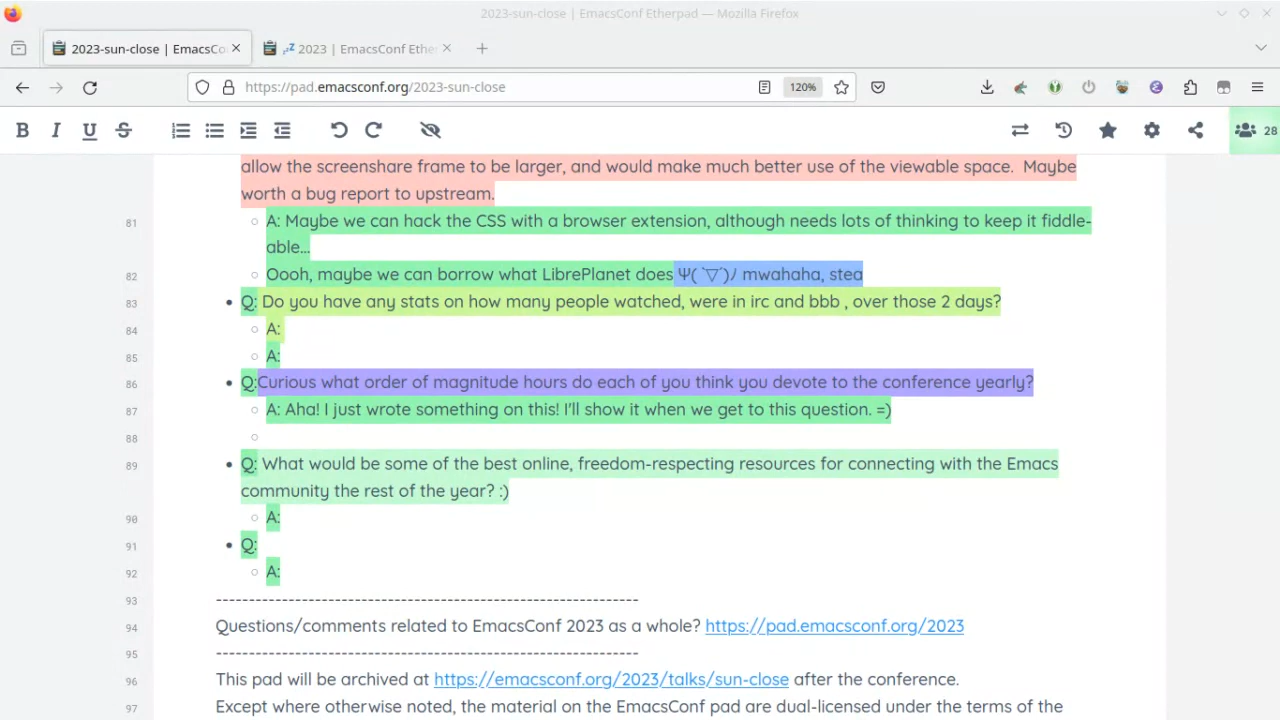 2023-sun-close | EmacsConf Etherpad — Mozilla Firefox
2023-sun-close | EmacsCo
💤 2023 | EmacsConf Ether
https://pad.emacsconf.org/2023-sun-close
120%
B I U S
28
allow the screenshare frame to be larger, and would make much better use of the viewable space. Maybe
worth a bug report to upstream.
81 A: Maybe we can hack the CSS with a browser extension, although needs lots of thinking to keep it fiddle-
able...
82 Oooh, maybe we can borrow what LibrePlanet does Ψ( ˋ▽ˊ)ﾉ mwahaha, stea
83 Q: Do you have any stats on how many people watched, were in irc and bbb , over those 2 days?
84 A:
85 A:
86 Q:Curious what order of magnitude hours do each of you think you devote to the conference yearly?
87 A: Aha! I just wrote something on this! I'll show it when we get to this question. =)
88
89 Q: What would be some of the best online, freedom-respecting resources for connecting with the Emacs
community the rest of the year? :)
90 A:
91 Q:
92 A:
93 ----------------------------------------------------------------
94 Questions/comments related to EmacsConf 2023 as a whole? https://pad.emacsconf.org/2023
95 ----------------------------------------------------------------
96 This pad will be archived at https://emacsconf.org/2023/talks/sun-close after the conference.
97 Except where otherwise noted, the material on the EmacsConf pad are dual-licensed under the terms of the